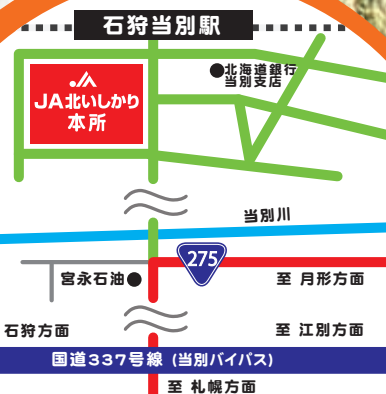 石狩当別駅
北海道銀行
当別支店
JA
JA北いしかり
本所
当別川
275
宮永石油
至 月形方面
石狩方面
至 江別方面
国道337号線 (当別バイパス)
至 札幌方面